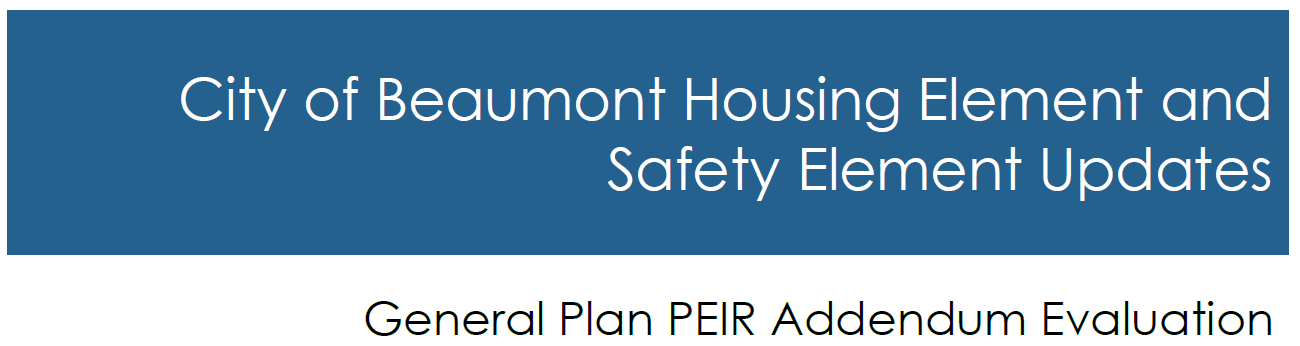 City of Beaumont Housing Element and
Safety Element Updates
General Plan PEIR Addendum Evaluation